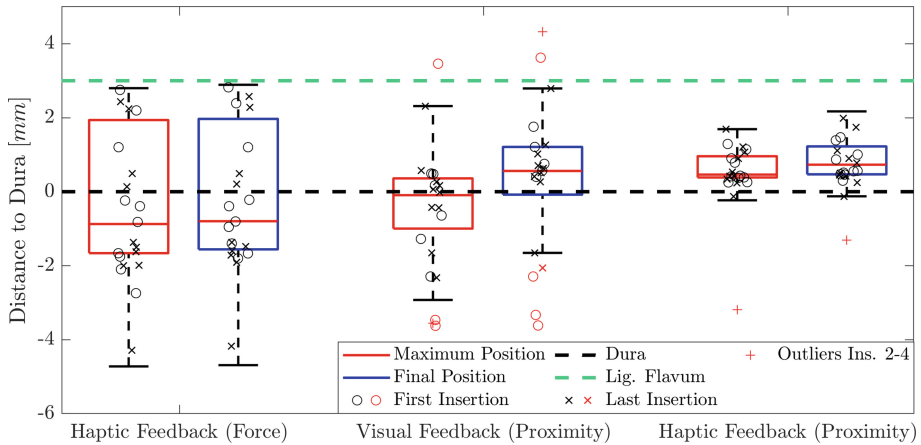 Distance to Dura [mm]
4
2
0
-2
-4
-6
Maximum Position
Dura
Outliers Ins. 2-4
Final Position
Lig. Flavum
First Insertion
Last Insertion
Haptic Feedback (Force)
Visual Feedback (Proximity)
Haptic Feedback (Proximity)